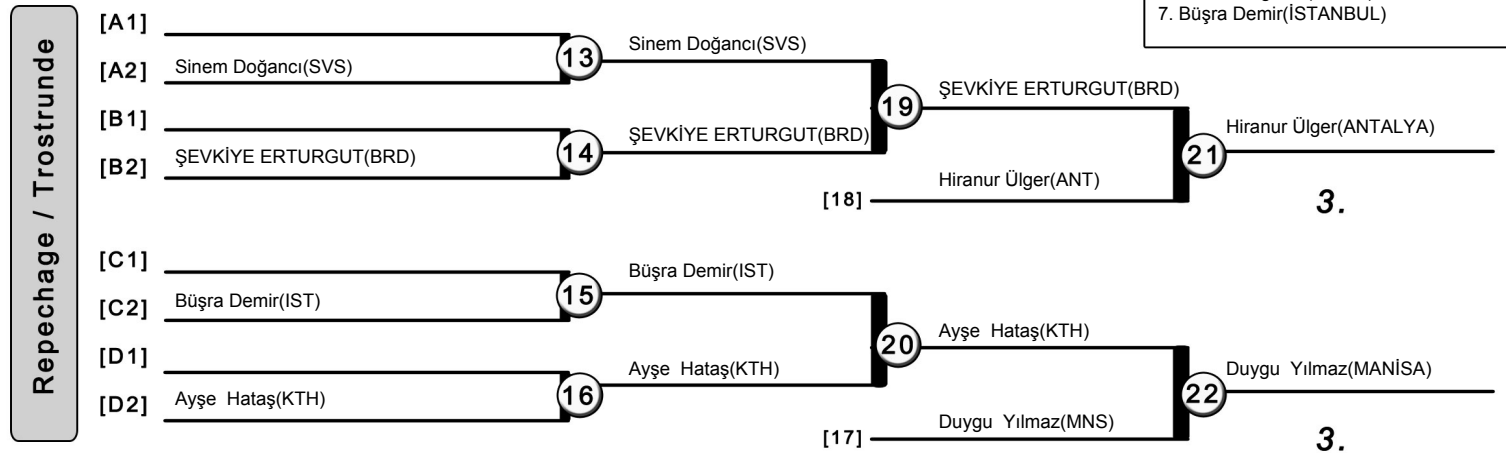 7. Büşra Demir(İSTANBUL)
Repechage / Trostrunde
[A1]
[A2] Sinem Doğancı(SVS)
13
Sinem Doğancı(SVS)
[B1]
[B2] ŞEVKİYE ERTURGUT(BRD)
14
ŞEVKİYE ERTURGUT(BRD)
19
ŞEVKİYE ERTURGUT(BRD)
[18] Hiranur Ülger(ANT)
21
Hiranur Ülger(ANTALYA)
3.
[C1]
[C2] Büşra Demir(IST)
15
Büşra Demir(IST)
[D1]
[D2] Ayşe Hataş(KTH)
16
Ayşe Hataş(KTH)
20
Ayşe Hataş(KTH)
[17] Duygu Yılmaz(MNS)
22
Duygu Yılmaz(MANİSA)
3.